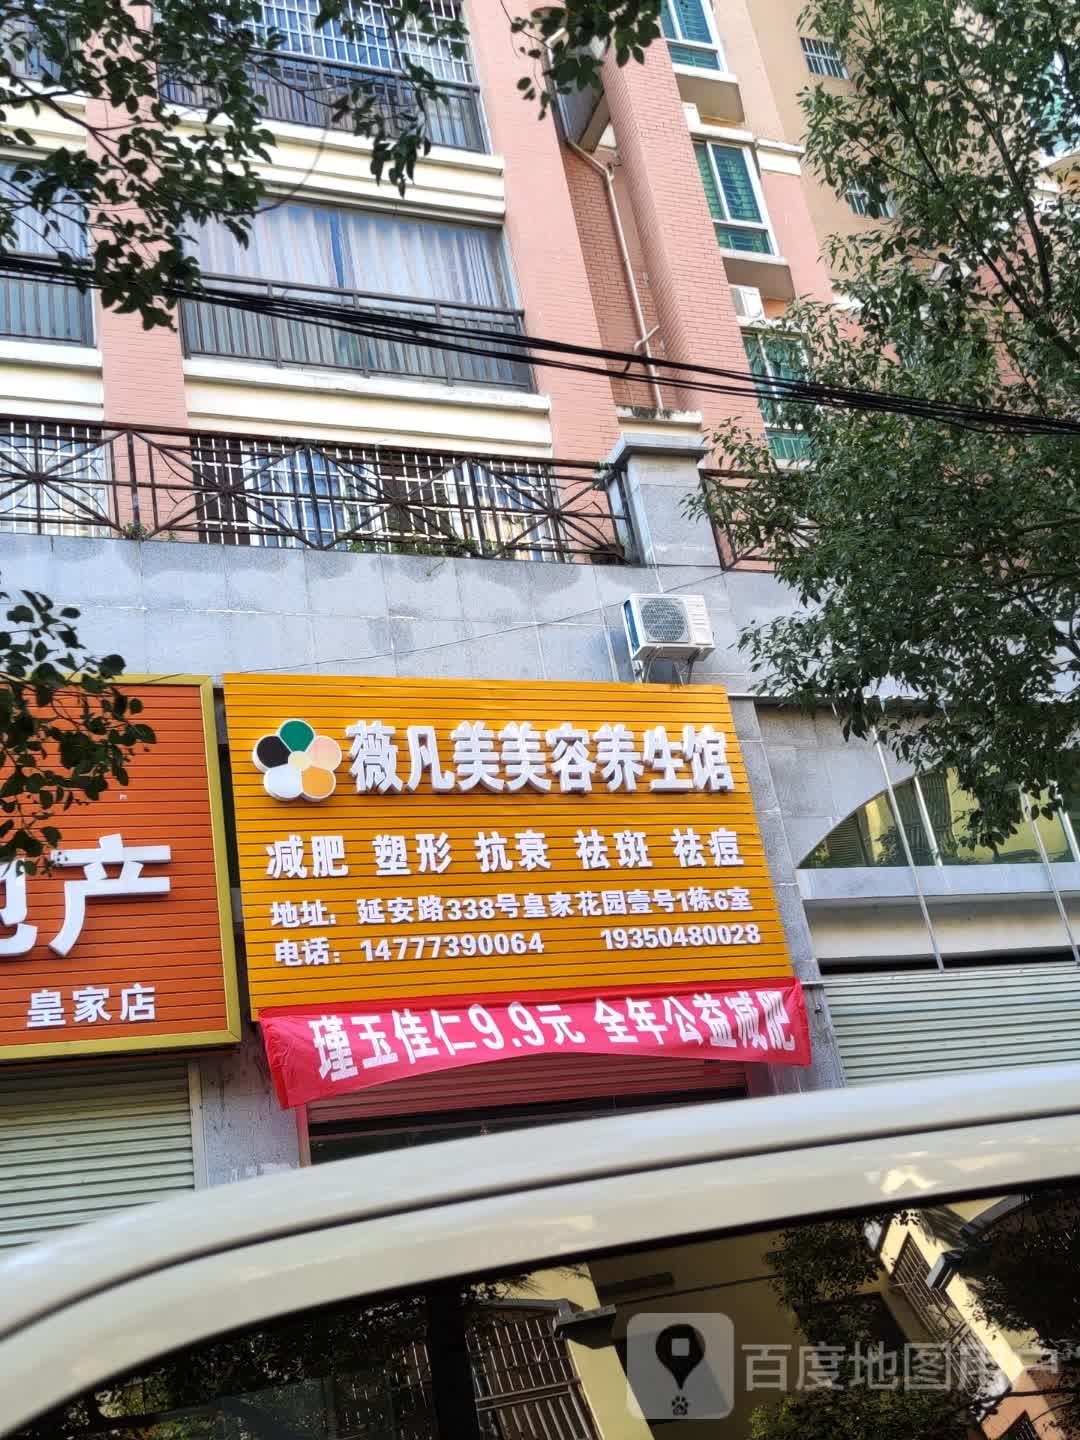 薇凡美美容养生馆
减肥 塑形 抗衰 祛斑 祛痘
地址：延安路338号皇家花园壹号1栋6室
电话：14777390064 19350480028
瑾玉佳仁9.9元 全年公益减肥
地产
皇家店
百度地图用户